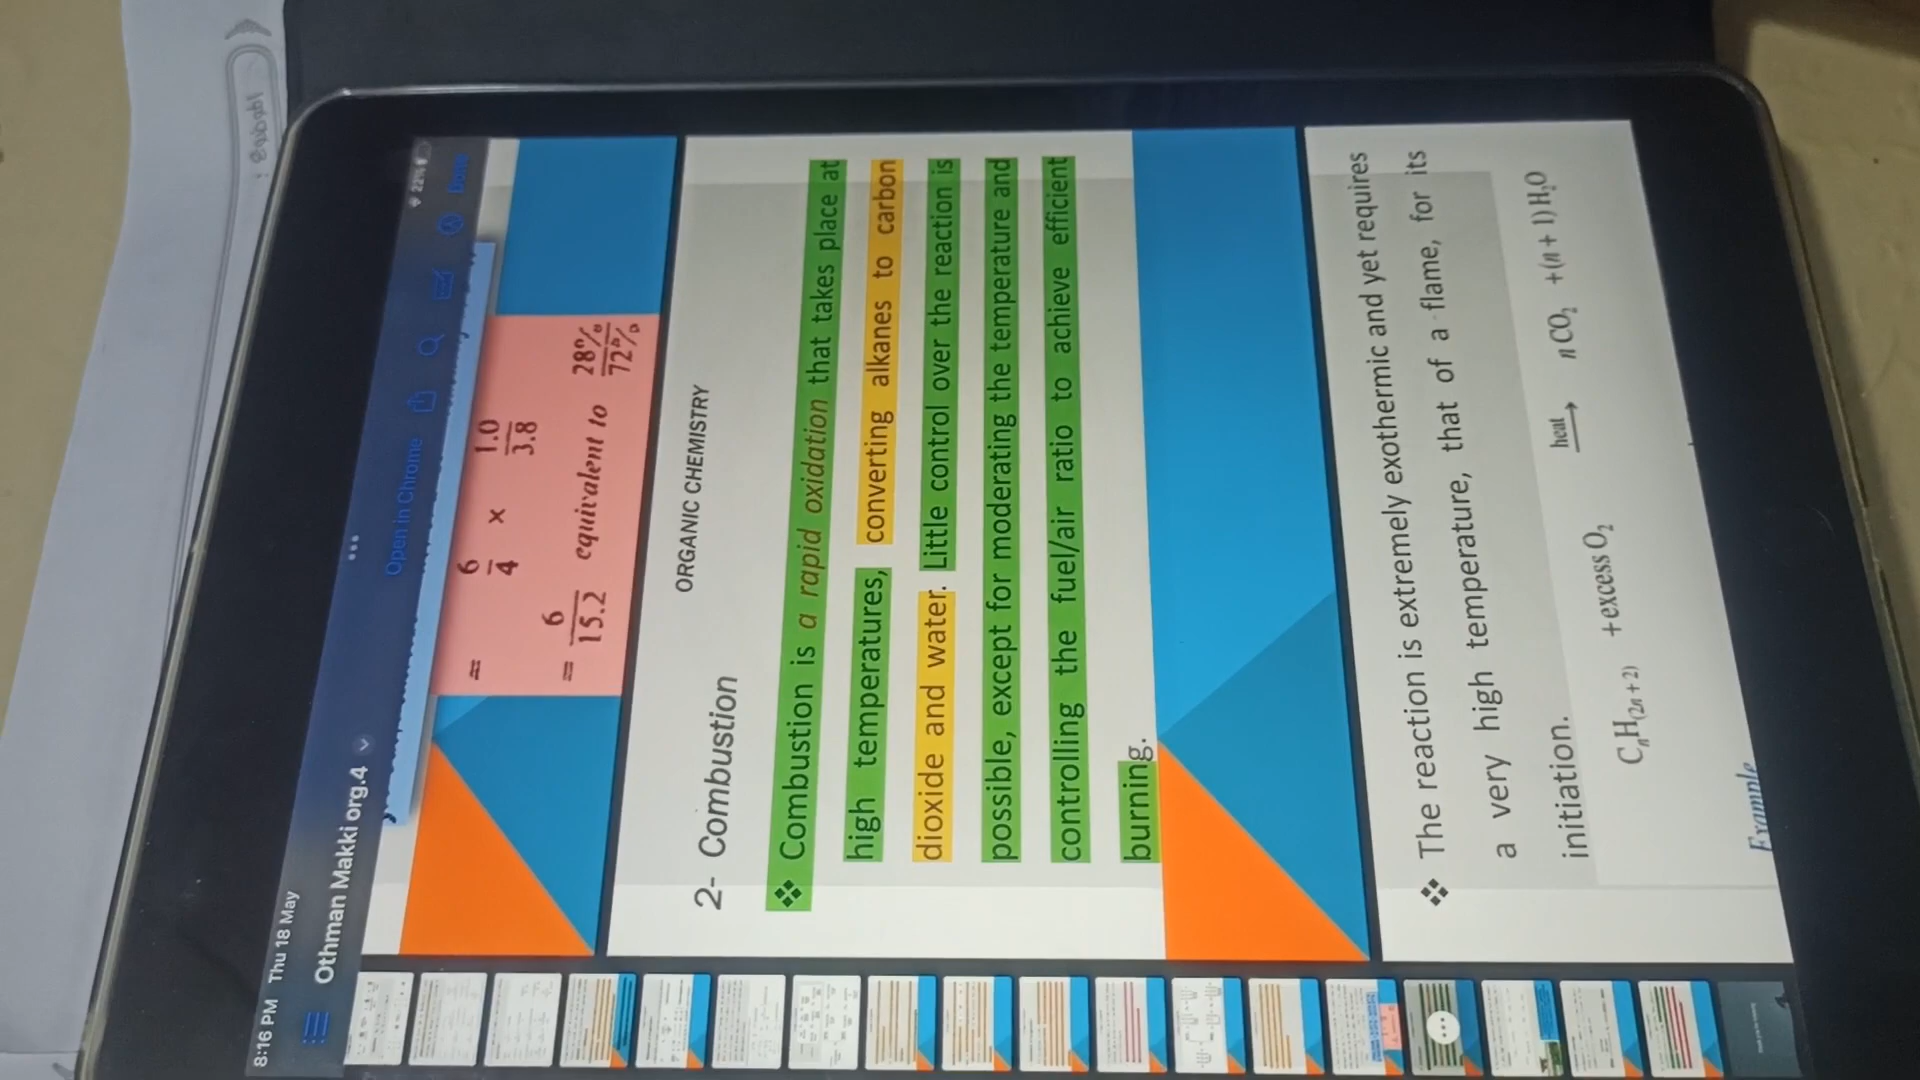 8:16 PM Thu 18 May
22%
Othman Makki org.4
Open in Chrome
Done
= 6/4 × 1.0/3.8
= 6/15.2 equivalent to 28%/72%
ORGANIC CHEMISTRY
2- Combustion
❖ Combustion is a rapid oxidation that takes place at
high temperatures, converting alkanes to carbon
dioxide and water. Little control over the reaction is
possible, except for moderating the temperature and
controlling the fuel/air ratio to achieve efficient
burning.
❖ The reaction is extremely exothermic and yet requires
a very high temperature, that of a flame, for its
initiation.
CₙH₍₂ₙ₊₂₎ +excess O₂ heat → nCO₂ +(n + 1) H₂O
Example